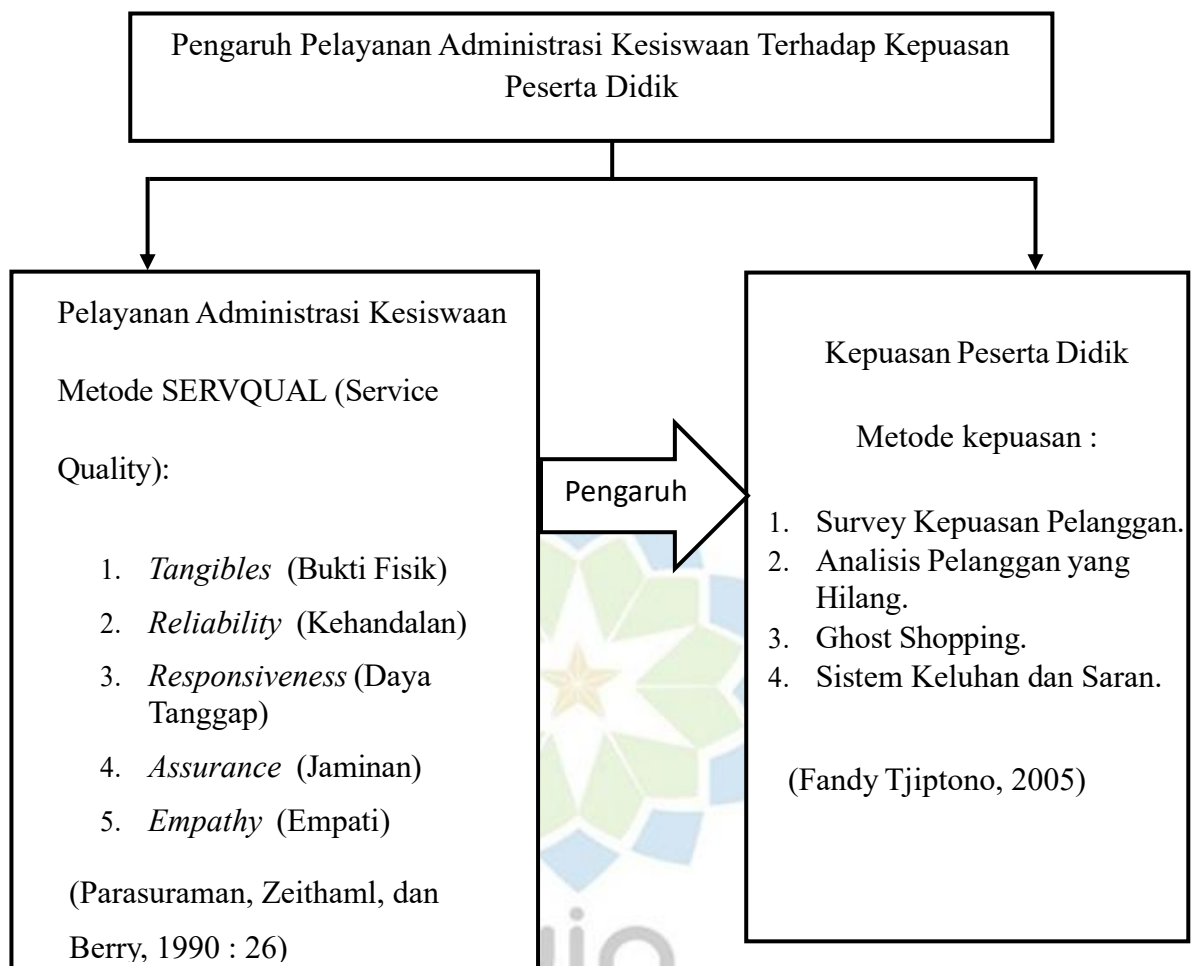 Pengaruh Pelayanan Administrasi Kesiswaan Terhadap Kepuasan
Peserta Didik
Pelayanan Administrasi Kesiswaan
Metode SERVQUAL (Service
Quality):
1. Tangibles (Bukti Fisik)
2. Reliability (Kehandalan)
3. Responsiveness (Daya
Tanggap)
4. Assurance (Jaminan)
5. Empathy (Empati)
(Parasuraman, Zeithaml, dan
Berry, 1990 : 26)
Pengaruh
Kepuasan Peserta Didik
Metode kepuasan :
1. Survey Kepuasan Pelanggan.
2. Analisis Pelanggan yang
Hilang.
3. Ghost Shopping.
4. Sistem Keluhan dan Saran.
(Fandy Tjiptono, 2005)